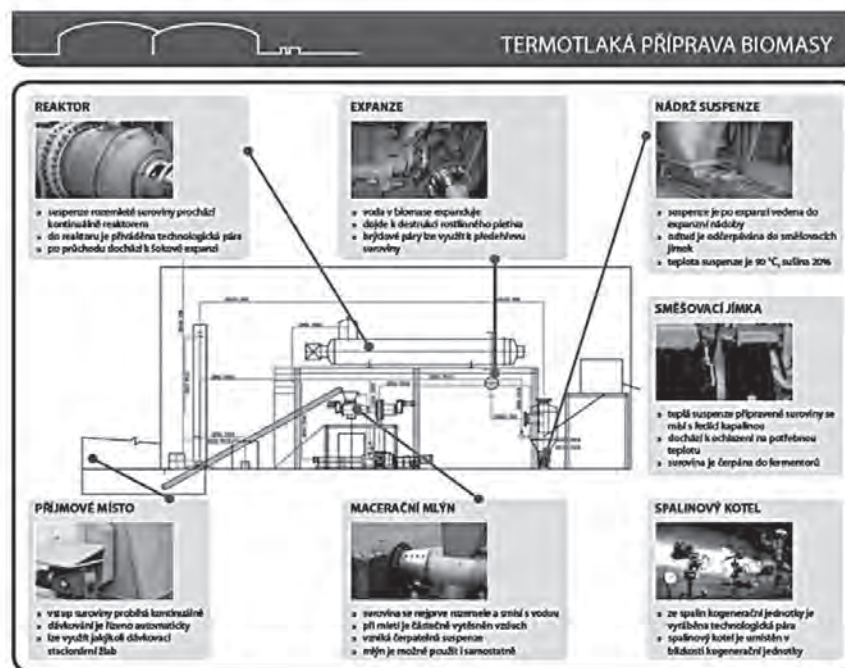 TERMOTLAKÁ PŘÍPRAVA BIOMASY
REAKTOR
» suspenze rozemleté suroviny prochází
kontinuálně reaktorem
» do reaktoru je přiváděna technologická pára
» po průchodu dochází k šokové expanzi
EXPANZE
» voda v biomase expanduje
» dojde k destrukci rostlinného pletiva
» brýdové páry lze využít k předehřevu
suroviny
NÁDRŽ SUSPENZE
» suspenze je po expanzi vedena do
expanzní nádoby
» odtud je odčerpávána do směšovacích
jímek
» teplota suspenze je 90 °C, sušina 20%
SMĚŠOVACÍ JÍMKA
» teplá suspenze připravené suroviny se
mísí s ředící kapalinou
» dochází k ochlazení na potřebnou
teplotu
» surovina je čerpána do fermentorů
PŘÍJMOVÉ MÍSTO
» vstup suroviny probíhá kontinuálně
» dávkování je řízeno automaticky
» lze využít jakýkoli dávkovací
stacionární žlab
MACERAČNÍ MLÝN
» surovina se nejprve rozemele a smísí s vodou
» při mletí je částečně vytěsněn vzduch
» vzniká čerpatelná suspenze
» mlýn je možné použít i samostatně
SPALINOVÝ KOTEL
» ze spalin kogenerační jednotky je
vyráběna technologická pára
» spalinový kotel je umístěn v
blízkosti kogenerační jednotky